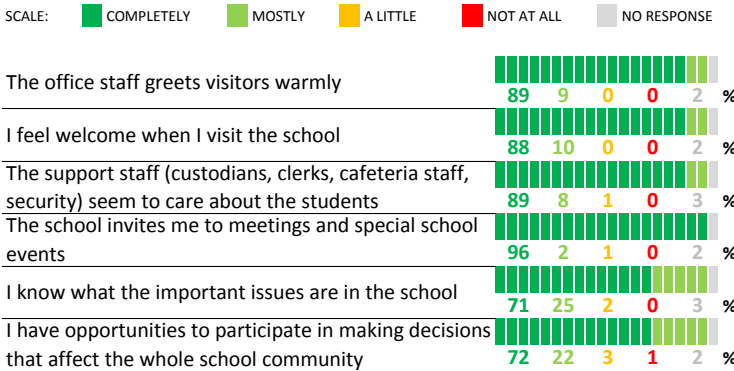 SCALE: COMPLETELY MOSTLY A LITTLE NOT AT ALL NO RESPONSE
The office staff greets visitors warmly
89 9 0 0 2 %
I feel welcome when I visit the school
88 10 0 0 2 %
The support staff (custodians, clerks, cafeteria staff,
security) seem to care about the students
89 8 1 0 3 %
The school invites me to meetings and special school
events
96 2 1 0 2 %
I know what the important issues are in the school
71 25 2 0 3 %
I have opportunities to participate in making decisions
that affect the whole school community
72 22 3 1 2 %